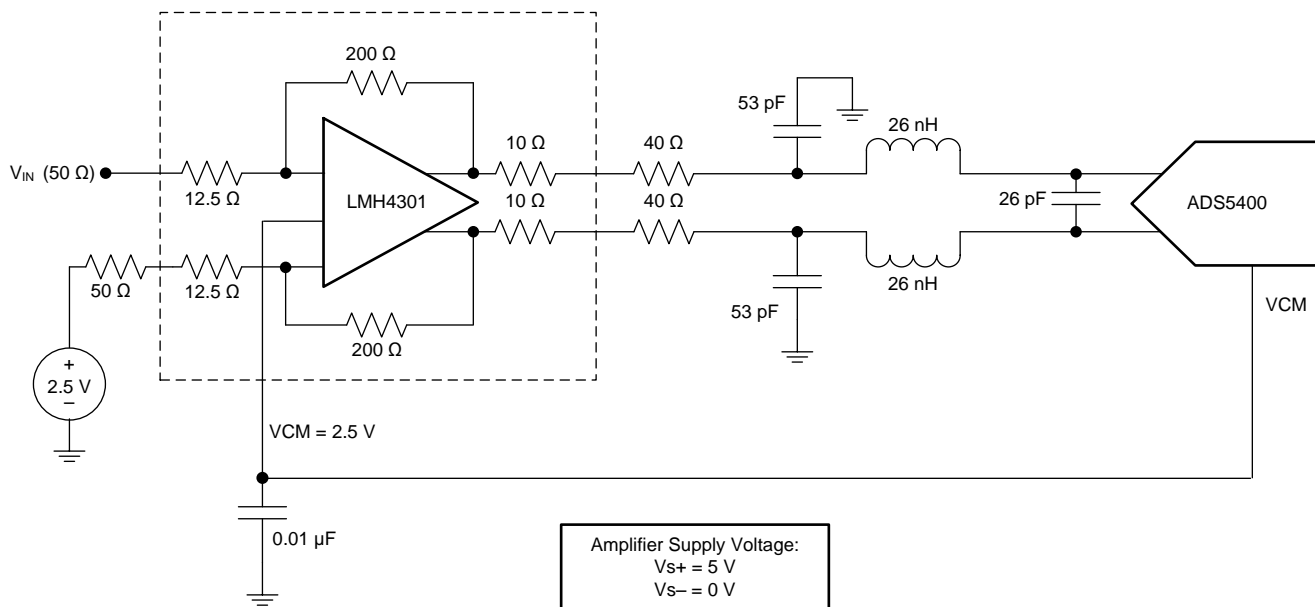 200 Ω
53 pF
26 nH
10 Ω
40 Ω
V_IN (50 Ω)
12.5 Ω
LMH4301
10 Ω
40 Ω
26 pF
ADS5400
50 Ω
12.5 Ω
26 nH
53 pF
200 Ω
VCM
+
2.5 V
–
VCM = 2.5 V
0.01 µF
Amplifier Supply Voltage:
Vs+ = 5 V
Vs– = 0 V